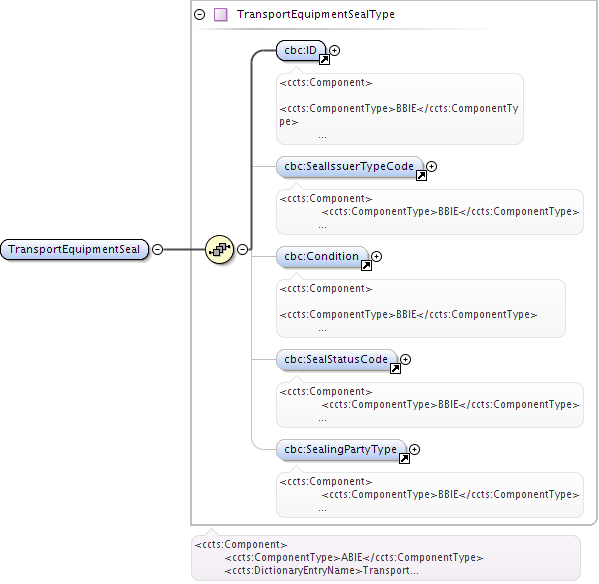 TransportEquipmentSealType
cbc:ID
<ccts:Component>
<ccts:ComponentType>BBIE</ccts:ComponentTy
pe>
...
cbc:SealIssuerTypeCode
<ccts:Component>
<ccts:ComponentType>BBIE</ccts:ComponentType>
...
TransportEquipmentSeal
cbc:Condition
<ccts:Component>
<ccts:ComponentType>BBIE</ccts:ComponentType>
...
cbc:SealStatusCode
<ccts:Component>
<ccts:ComponentType>BBIE</ccts:ComponentType>
...
cbc:SealingPartyType
<ccts:Component>
<ccts:ComponentType>BBIE</ccts:ComponentType>
...
<ccts:Component>
<ccts:ComponentType>ABIE</ccts:ComponentType>
<ccts:DictionaryEntryName>Transport...